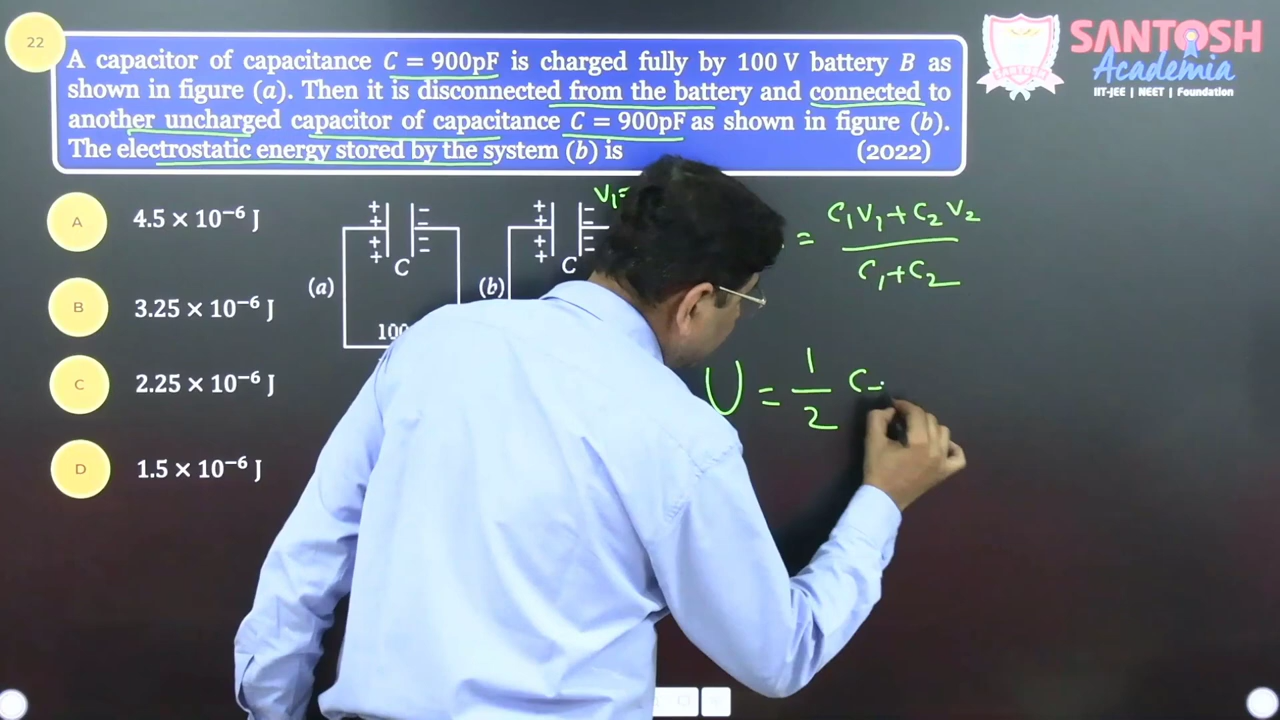 22
A capacitor of capacitance C = 900pF is charged fully by 100 V battery B as
shown in figure (a). Then it is disconnected from the battery and connected to
another uncharged capacitor of capacitance C = 900pF as shown in figure (b).
The electrostatic energy stored by the system (b) is (2022)
SANTOSH
Academia
IIT-JEE | NEET | Foundation
SANTOSH
A 4.5 × 10⁻⁶ J
B 3.25 × 10⁻⁶ J
C 2.25 × 10⁻⁶ J
D 1.5 × 10⁻⁶ J
(a)
+ + + +
− − − −
C
100
(b)
+ + + +
− − − −
C
V₁=
= C₁V₁ + C₂V₂ / C₁+C₂
U = 1/2 C